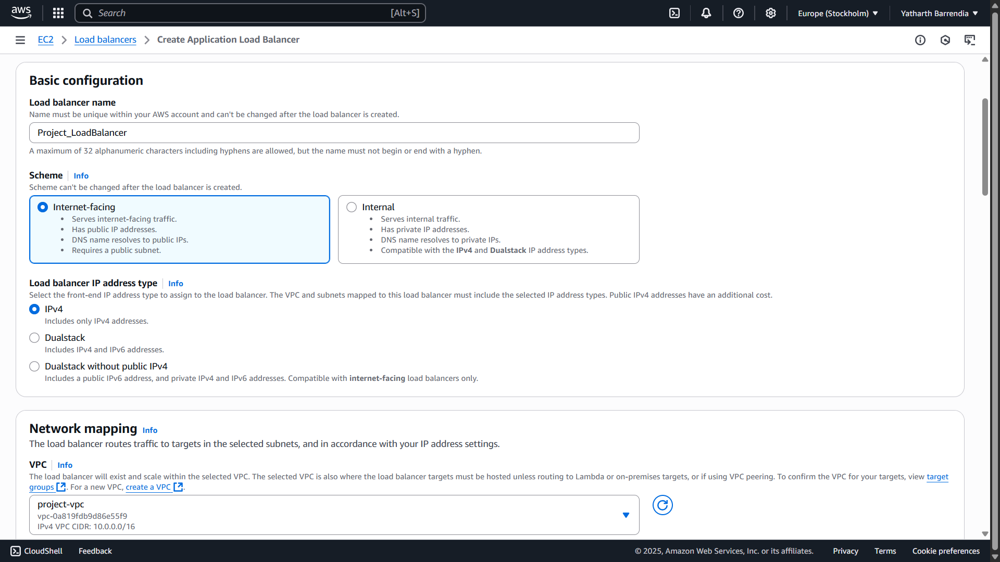 aws
Search
[Alt+S]
Europe (Stockholm)
Yatharth Barrendia
EC2
Load balancers
Create Application Load Balancer
Basic configuration
Load balancer name
Name must be unique within your AWS account and can't be changed after the load balancer is created.
Project_LoadBalancer
A maximum of 32 alphanumeric characters including hyphens are allowed, but the name must not begin or end with a hyphen.
Scheme
Info
Scheme can't be changed after the load balancer is created.
Internet-facing
• Serves internet-facing traffic.
• Has public IP addresses.
• DNS name resolves to public IPs.
• Requires a public subnet.
Internal
• Serves internal traffic.
• Has private IP addresses.
• DNS name resolves to private IPs.
• Compatible with the IPv4 and Dualstack IP address types.
Load balancer IP address type
Info
Select the front-end IP address type to assign to the load balancer. The VPC and subnets mapped to this load balancer must include the selected IP address types. Public IPv4 addresses have an additional cost.
IPv4
Includes only IPv4 addresses.
Dualstack
Includes IPv4 and IPv6 addresses.
Dualstack without public IPv4
Includes a public IPv6 address, and private IPv4 and IPv6 addresses. Compatible with internet-facing load balancers only.
Network mapping
Info
The load balancer routes traffic to targets in the selected subnets, and in accordance with your IP address settings.
VPC
Info
The load balancer will exist and scale within the selected VPC. The selected VPC is also where the load balancer targets must be hosted unless routing to Lambda or on-premises targets, or if using VPC peering. To confirm the VPC for your targets, view target
groups. For a new VPC, create a VPC.
project-vpc
vpc-0a819fdb9d86e55f9
IPv4 VPC CIDR: 10.0.0.0/16
CloudShell
Feedback
© 2025, Amazon Web Services, Inc. or its affiliates.
Privacy
Terms
Cookie preferences